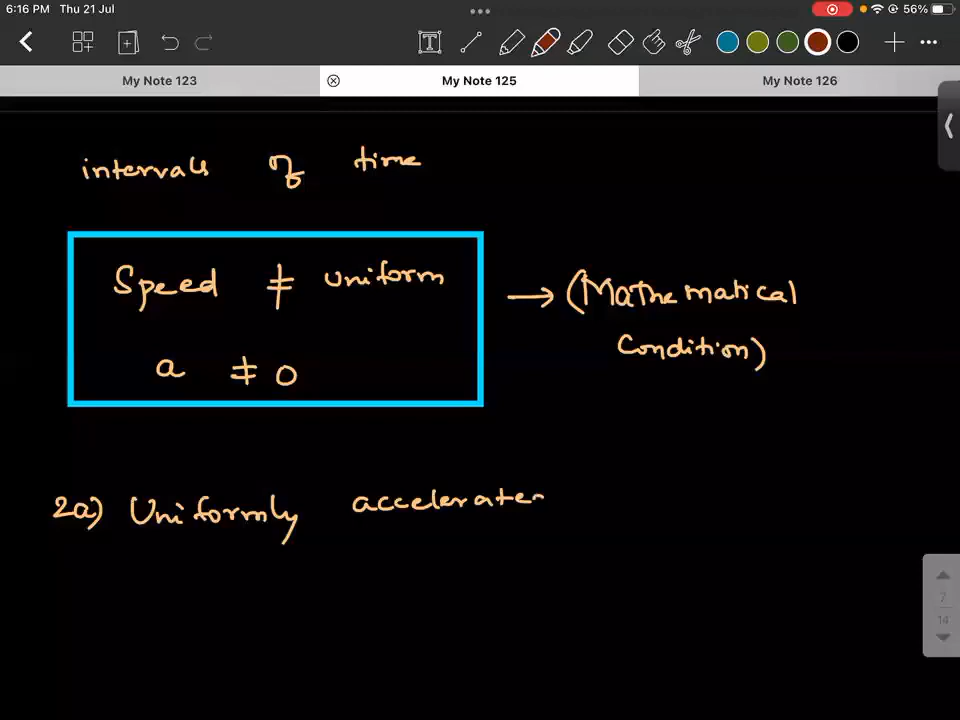 6:16 PM Thu 21 Jul
56%
My Note 123
My Note 125
My Note 126
intervals of time
Speed ≠ uniform
→ (Mathematical
Condition)
a ≠ 0
2a) Uniformly accelerate
7
14